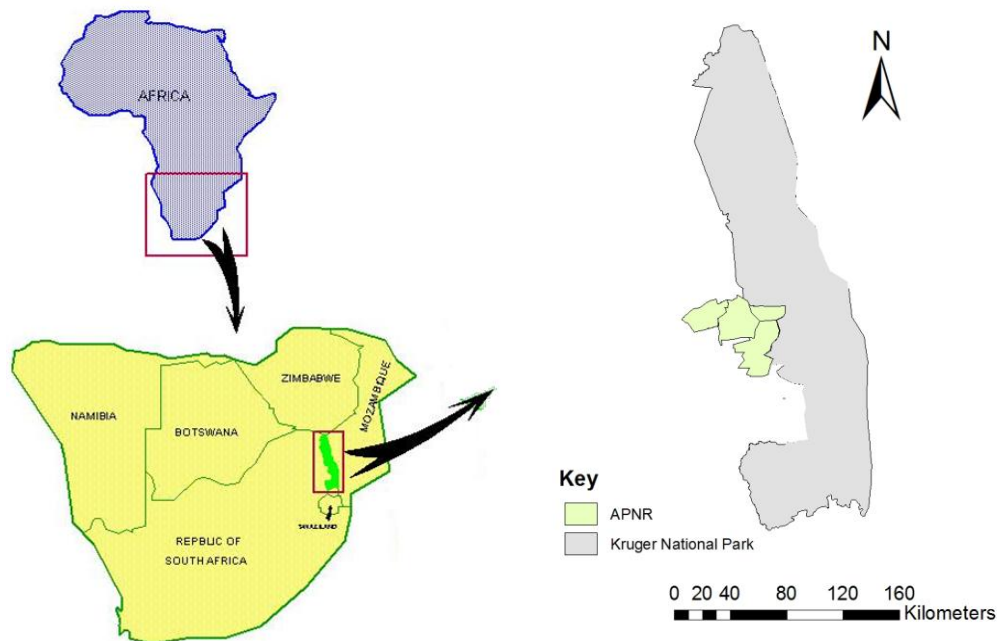 AFRICA
N
ZIMBABWE
MOZAMBIQUE
NAMIBIA
BOTSWANA
SWAZILAND
REPBLIC OF
SOUTH AFRICA
Key
APNR
Kruger National Park
0 20 40 80 120 160
Kilometers